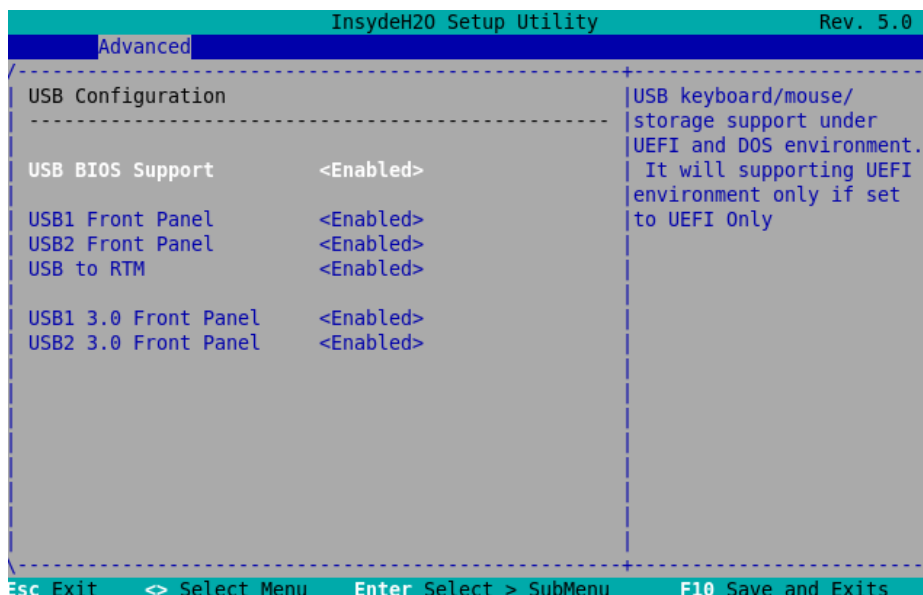 InsydeH2O Setup Utility Rev. 5.0
Advanced
USB Configuration
USB BIOS Support <Enabled>
USB1 Front Panel <Enabled>
USB2 Front Panel <Enabled>
USB to RTM <Enabled>
USB1 3.0 Front Panel <Enabled>
USB2 3.0 Front Panel <Enabled>
USB keyboard/mouse/
storage support under
UEFI and DOS environment.
It will supporting UEFI
environment only if set
to UEFI Only
Esc Exit <> Select Menu Enter Select > SubMenu F10 Save and Exits